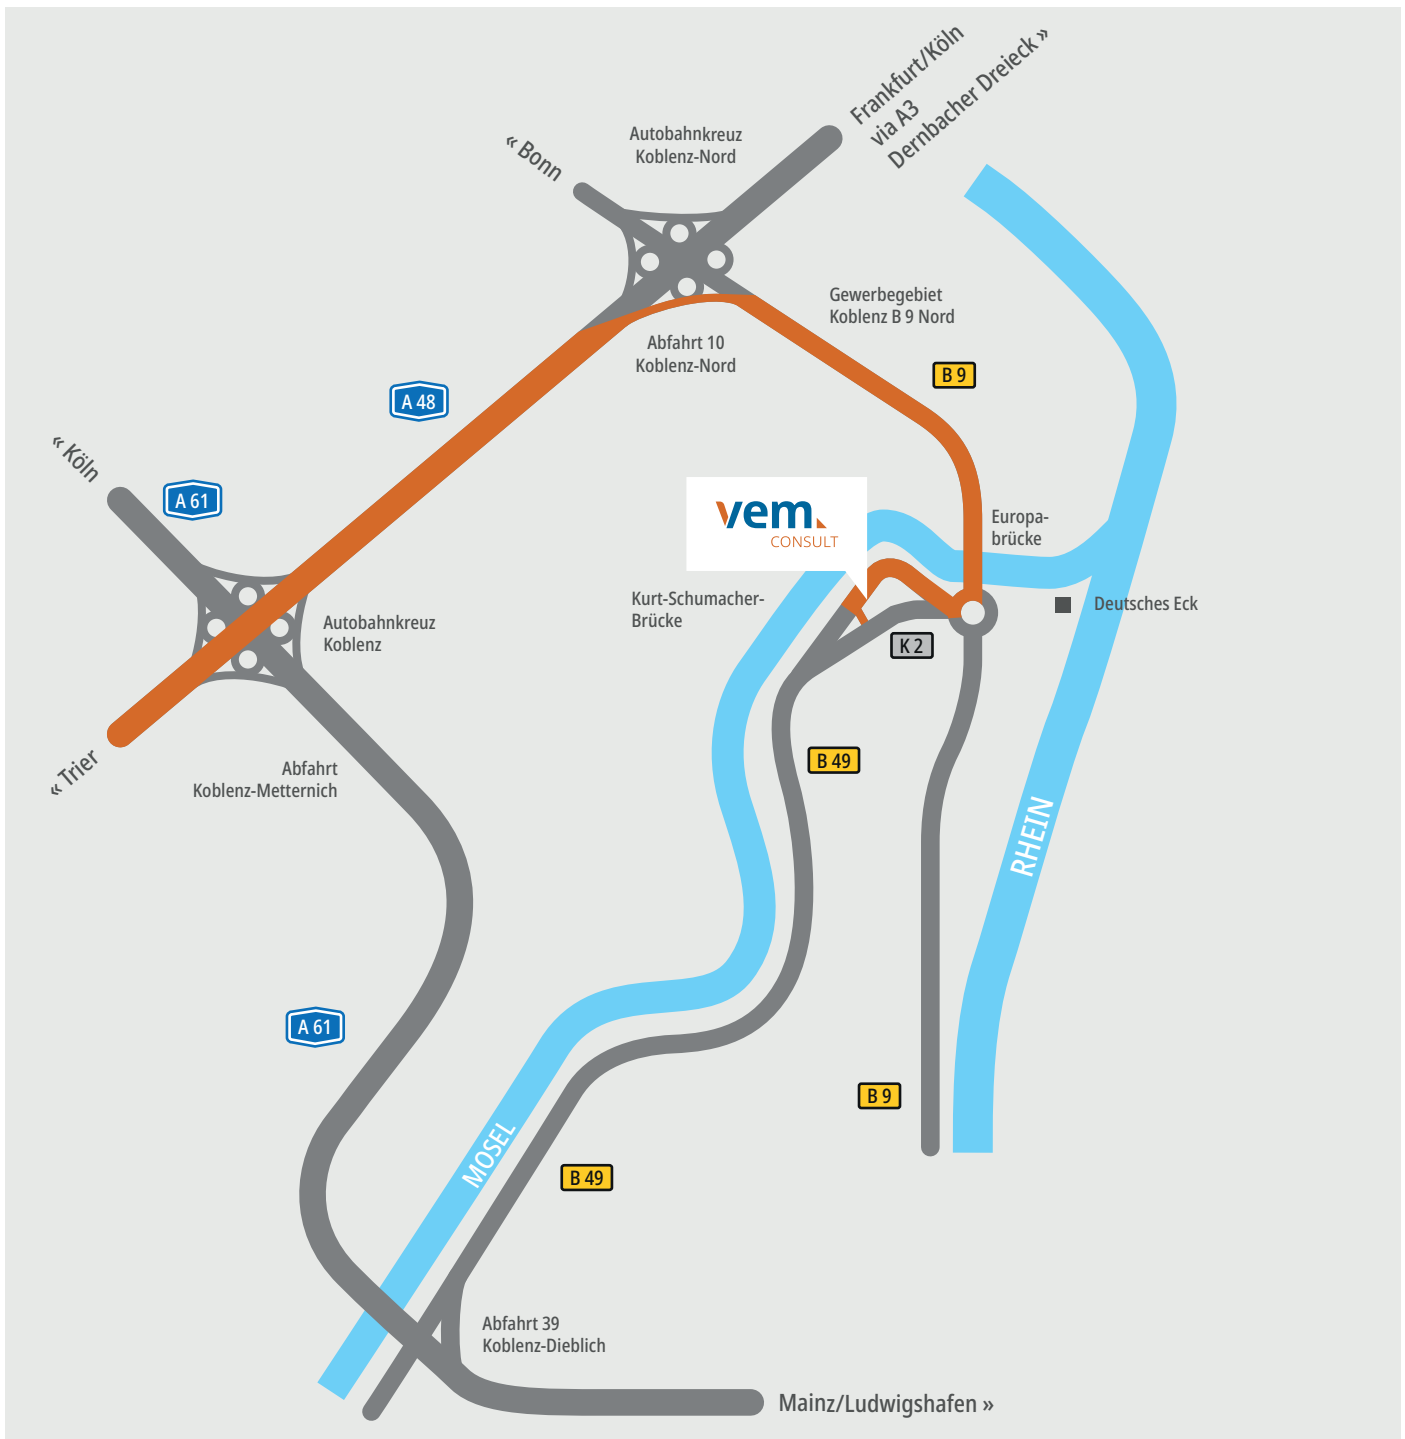 Frankfurt/Köln
via A3
Dernbacher Dreieck »
Autobahnkreuz
Koblenz-Nord
« Bonn
Gewerbegebiet
Koblenz B 9 Nord
Abfahrt 10
Koblenz-Nord
B 9
A 48
« Köln
A 61
vem.
CONSULT
Europa-
brücke
Kurt-Schumacher-
Brücke
Deutsches Eck
Autobahnkreuz
Koblenz
K 2
« Trier
Abfahrt
Koblenz-Metternich
B 49
RHEIN
A 61
B 9
MOSEL
B 49
Abfahrt 39
Koblenz-Dieblich
Mainz/Ludwigshafen »